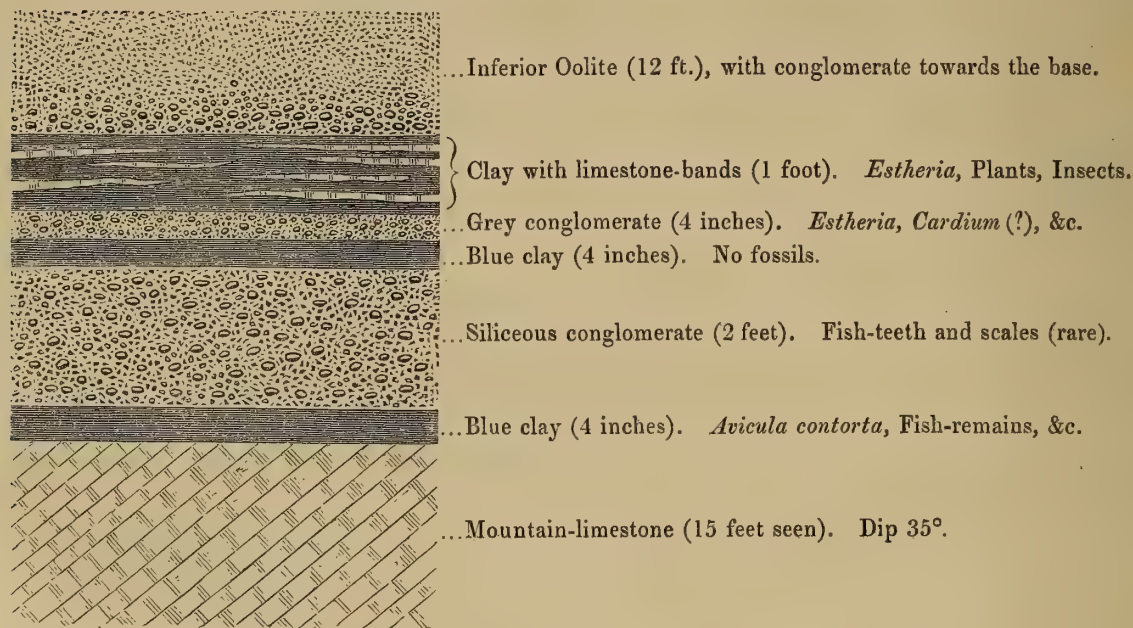 ...Inferior Oolite (12 ft.), with conglomerate towards the base.
Clay with limestone-bands (1 foot). Estheria, Plants, Insects.
...Grey conglomerate (4 inches). Estheria, Cardium (?), &c.
...Blue clay (4 inches). No fossils.
...Siliceous conglomerate (2 feet). Fish-teeth and scales (rare).
...Blue clay (4 inches). Avicula contorta, Fish-remains, &c.
...Mountain-limestone (15 feet seen). Dip 35°.